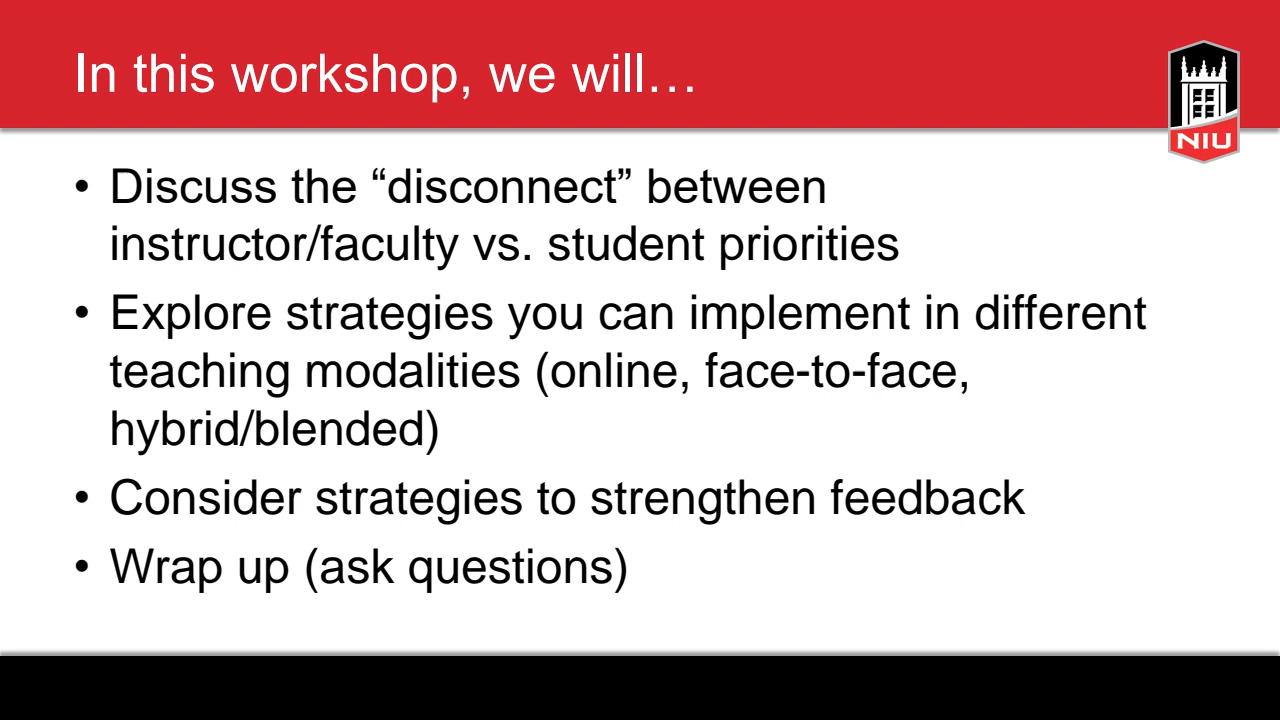 In this workshop, we will…
NIU
• Discuss the “disconnect” between
instructor/faculty vs. student priorities
• Explore strategies you can implement in different
teaching modalities (online, face-to-face,
hybrid/blended)
• Consider strategies to strengthen feedback
• Wrap up (ask questions)